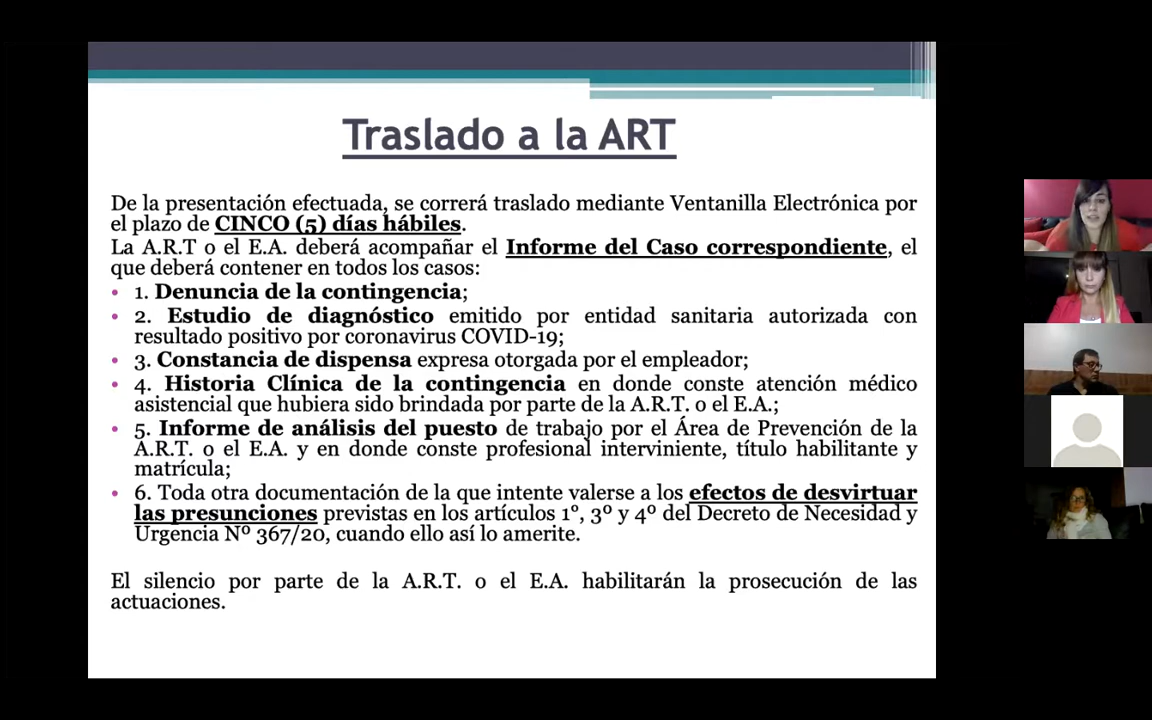 Traslado a la ART
De la presentación efectuada, se correrá traslado mediante Ventanilla Electrónica por
el plazo de CINCO (5) días hábiles.
La A.R.T o el E.A. deberá acompañar el Informe del Caso correspondiente, el
que deberá contener en todos los casos:
• 1. Denuncia de la contingencia;
• 2. Estudio de diagnóstico emitido por entidad sanitaria autorizada con
resultado positivo por coronavirus COVID-19;
• 3. Constancia de dispensa expresa otorgada por el empleador;
• 4. Historia Clínica de la contingencia en donde conste atención médico
asistencial que hubiera sido brindada por parte de la A.R.T. o el E.A.;
• 5. Informe de análisis del puesto de trabajo por el Área de Prevención de la
A.R.T. o el E.A. y en donde conste profesional interviniente, título habilitante y
matrícula;
• 6. Toda otra documentación de la que intente valerse a los efectos de desvirtuar
las presunciones previstas en los artículos 1°, 3º y 4º del Decreto de Necesidad y
Urgencia Nº 367/20, cuando ello así lo amerite.
El silencio por parte de la A.R.T. o el E.A. habilitarán la prosecución de las
actuaciones.